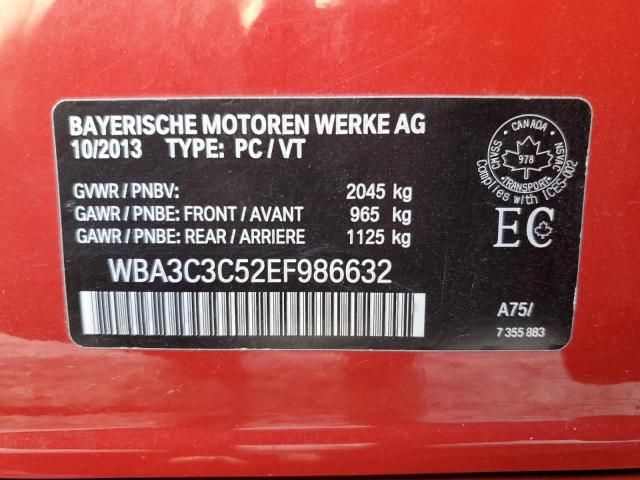 BAYERISCHE MOTOREN WERKE AG
10/2013 TYPE: PC / VT
GVWR / PNBV: 2045 kg
GAWR / PNBE: FRONT / AVANT 965 kg
GAWR / PNBE: REAR / ARRIERE 1125 kg
WBA3C3C52EF986632
CANADA
CMVSS
NSVAC
978
TRANSPORT
Complies with ICES-002
EC
A75/
7 355 883